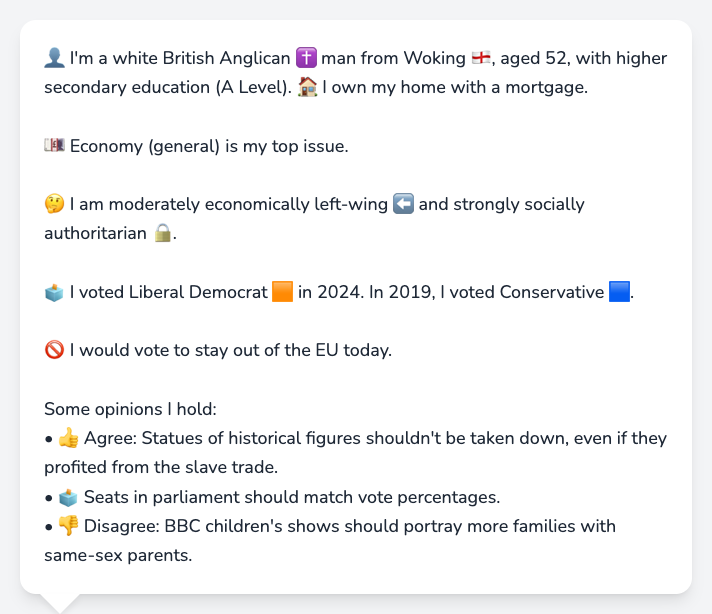 👤 I'm a white British Anglican ✝️ man from Woking 🏴󠁧󠁢󠁥󠁮󠁧󠁿, aged 52, with higher
secondary education (A Level). 🏠 I own my home with a mortgage.
💷 Economy (general) is my top issue.
🤔 I am moderately economically left-wing ⬅️ and strongly socially
authoritarian 🔒.
🗳️ I voted Liberal Democrat 🟧 in 2024. In 2019, I voted Conservative 🟦.
🚫 I would vote to stay out of the EU today.
Some opinions I hold:
• 👍 Agree: Statues of historical figures shouldn't be taken down, even if they
profited from the slave trade.
• 🗳️ Seats in parliament should match vote percentages.
• 👎 Disagree: BBC children's shows should portray more families with
same-sex parents.